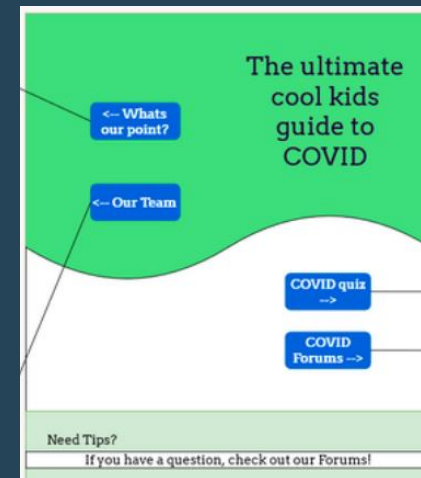 The ultimate
cool kids
guide to
COVID
<-- Whats
our point?
<-- Our Team
COVID quiz
-->
COVID
Forums -->
Need Tips?
If you have a question, check out our Forums!